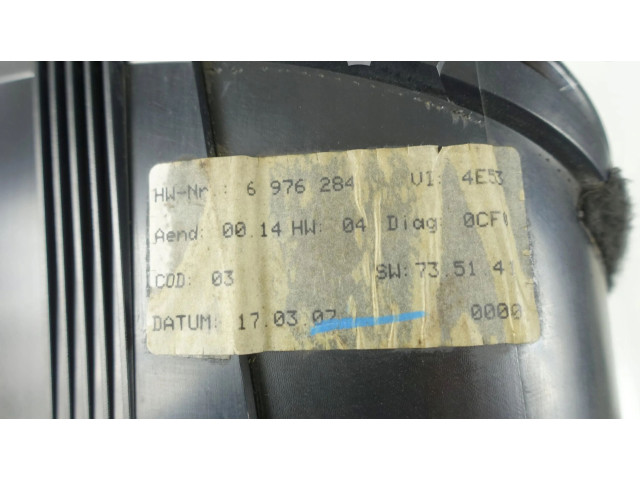 HW-Nr.: 6 976 284 VI: 4E53
Aend: 00.14 HW: 04 Diag: 0CF
COD: 03 SW: 73.51 41
DATUM: 17.03.07 0000